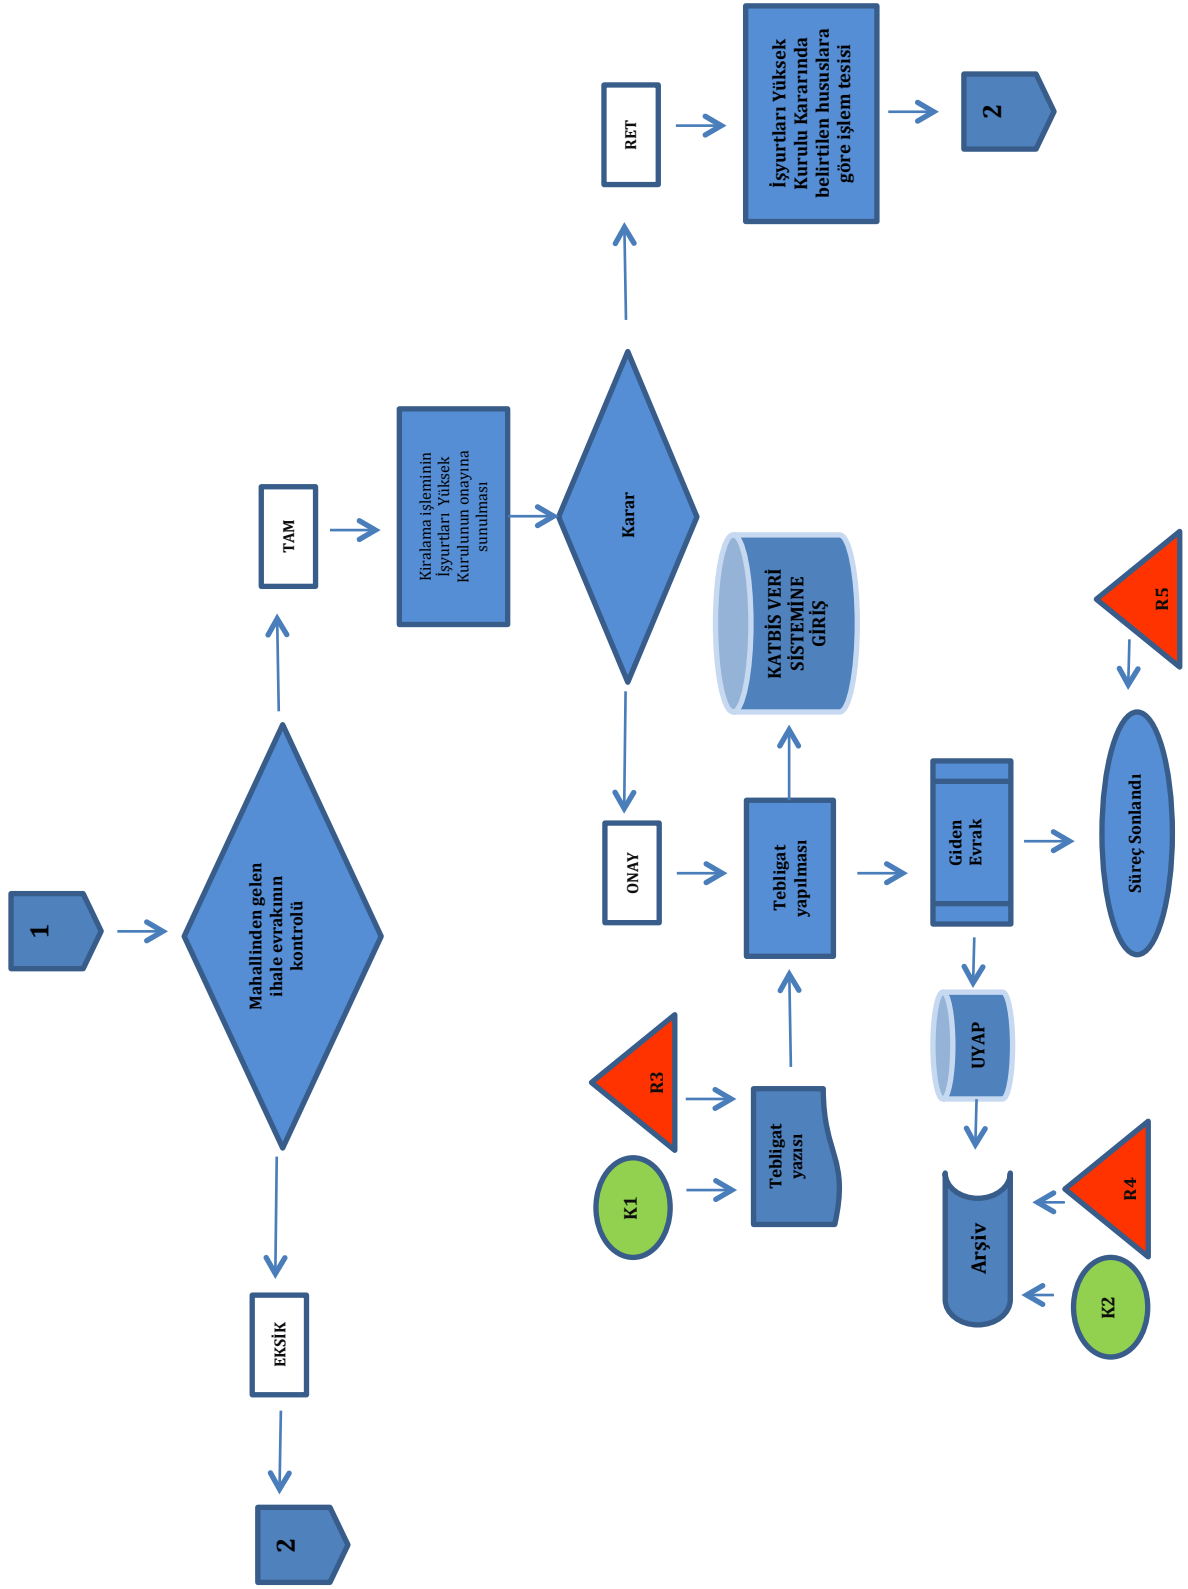 1
Mahallinden gelen
ihale evrakının
kontrolü
EKSİK
2
TAM
Kiralama işleminin
İşyurtları Yüksek
Kurulunun onayına
sunulması
Karar
RET
İşyurtları Yüksek
Kurulu Kararında
belirtilen hususlara
göre işlem tesisi
2
ONAY
K1
R3
Tebligat
yazısı
Tebligat
yapılması
KATBİS VERİ
SİSTEMİNE
GİRİŞ
Giden
Evrak
UYAP
Arşiv
K2
R4
Süreç Sonlandı
R5